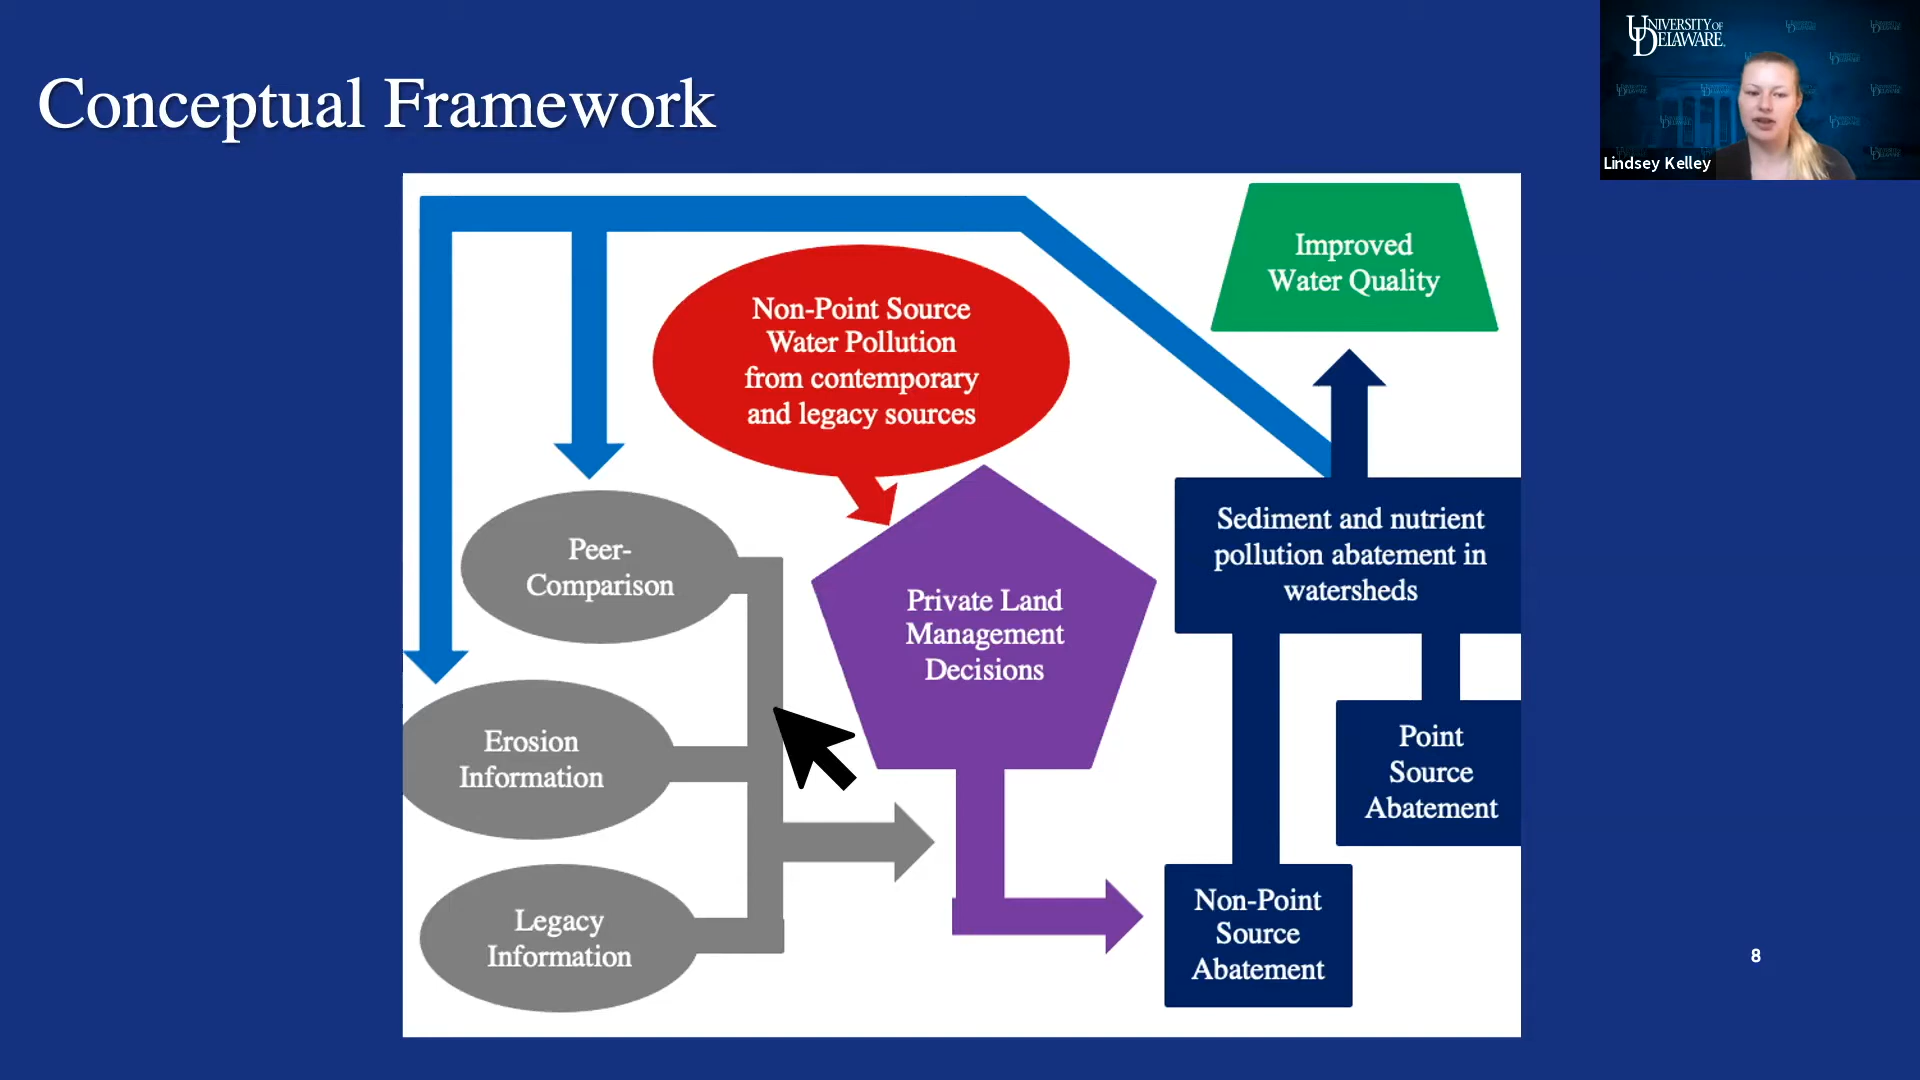 Conceptual Framework
UNIVERSITY OF
DELAWARE
Lindsey Kelley
Improved
Water Quality
Non-Point Source
Water Pollution
from contemporary
and legacy sources
Sediment and nutrient
pollution abatement in
watersheds
Peer-
Comparison
Private Land
Management
Decisions
Erosion
Information
Point
Source
Abatement
Legacy
Information
Non-Point
Source
Abatement
8